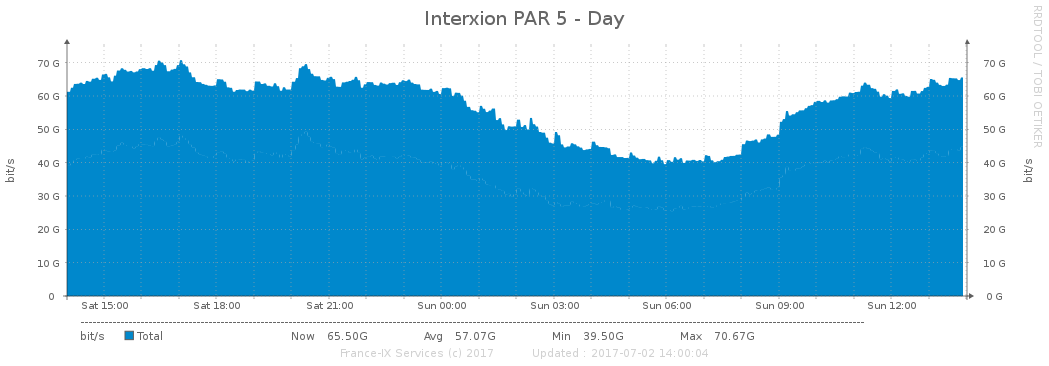 Interxion PAR 5 - Day
RRDTOOL / TOBI OETIKER
bit/s
70 G 70 G
60 G 60 G
50 G 50 G
40 G 40 G
30 G 30 G
20 G 20 G
10 G 10 G
0 0 G
bit/s
Sat 15:00 Sat 18:00 Sat 21:00 Sun 00:00 Sun 03:00 Sun 06:00 Sun 09:00 Sun 12:00
bit/s Total Now 65.50G Avg 57.07G Min 39.50G Max 70.67G
France-IX Services (c) 2017 Updated : 2017-07-02 14:00:04